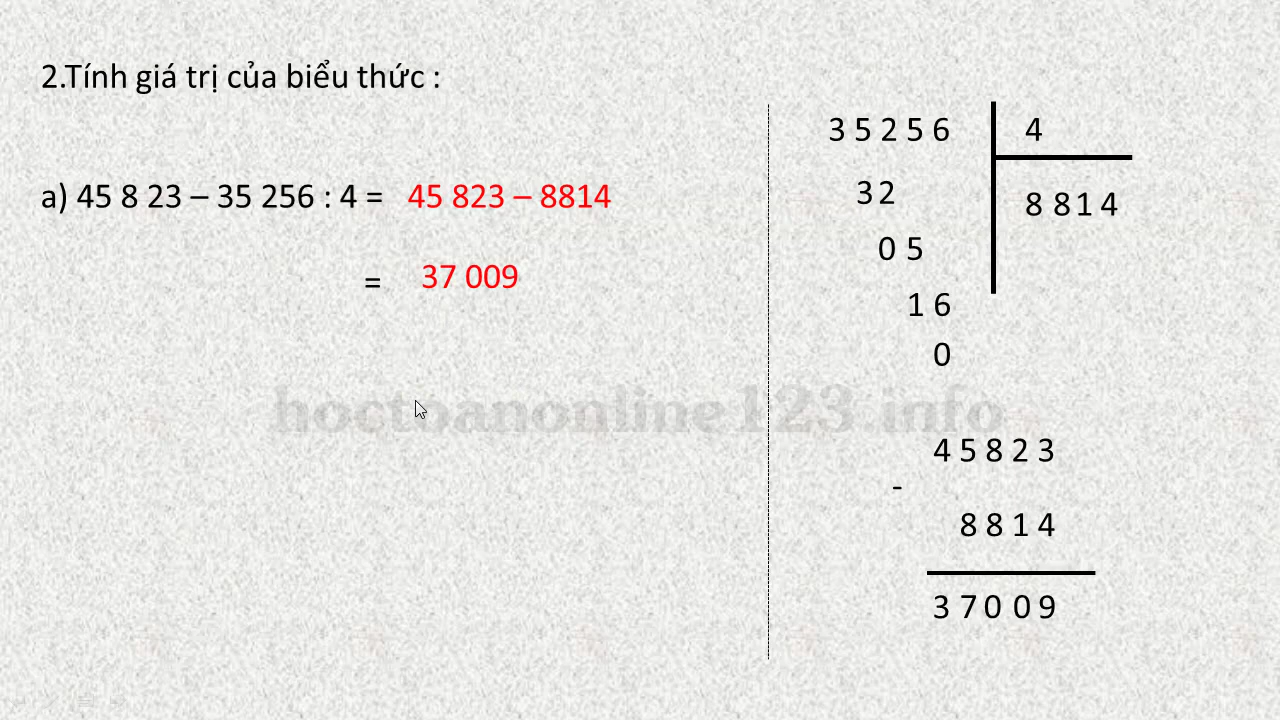 2.Tính giá trị của biểu thức :
a) 45 8 23 – 35 256 : 4 = 45 823 – 8814
= 37 009
3 5 2 5 6 4
3 2 8 8 1 4
0 5
1 6
0
hoctoanonline123.info
4 5 8 2 3
-
8 8 1 4
3 7 0 0 9